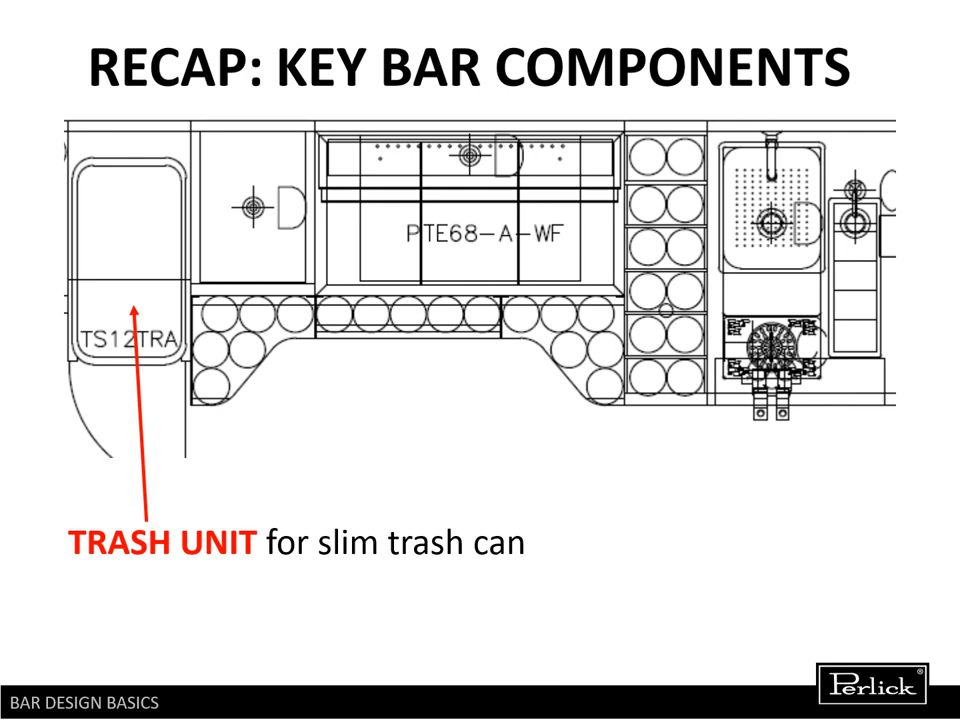 RECAP: KEY BAR COMPONENTS
PTE68-A-WF
TS12TRA
TRASH UNIT for slim trash can
BAR DESIGN BASICS
Perlick®